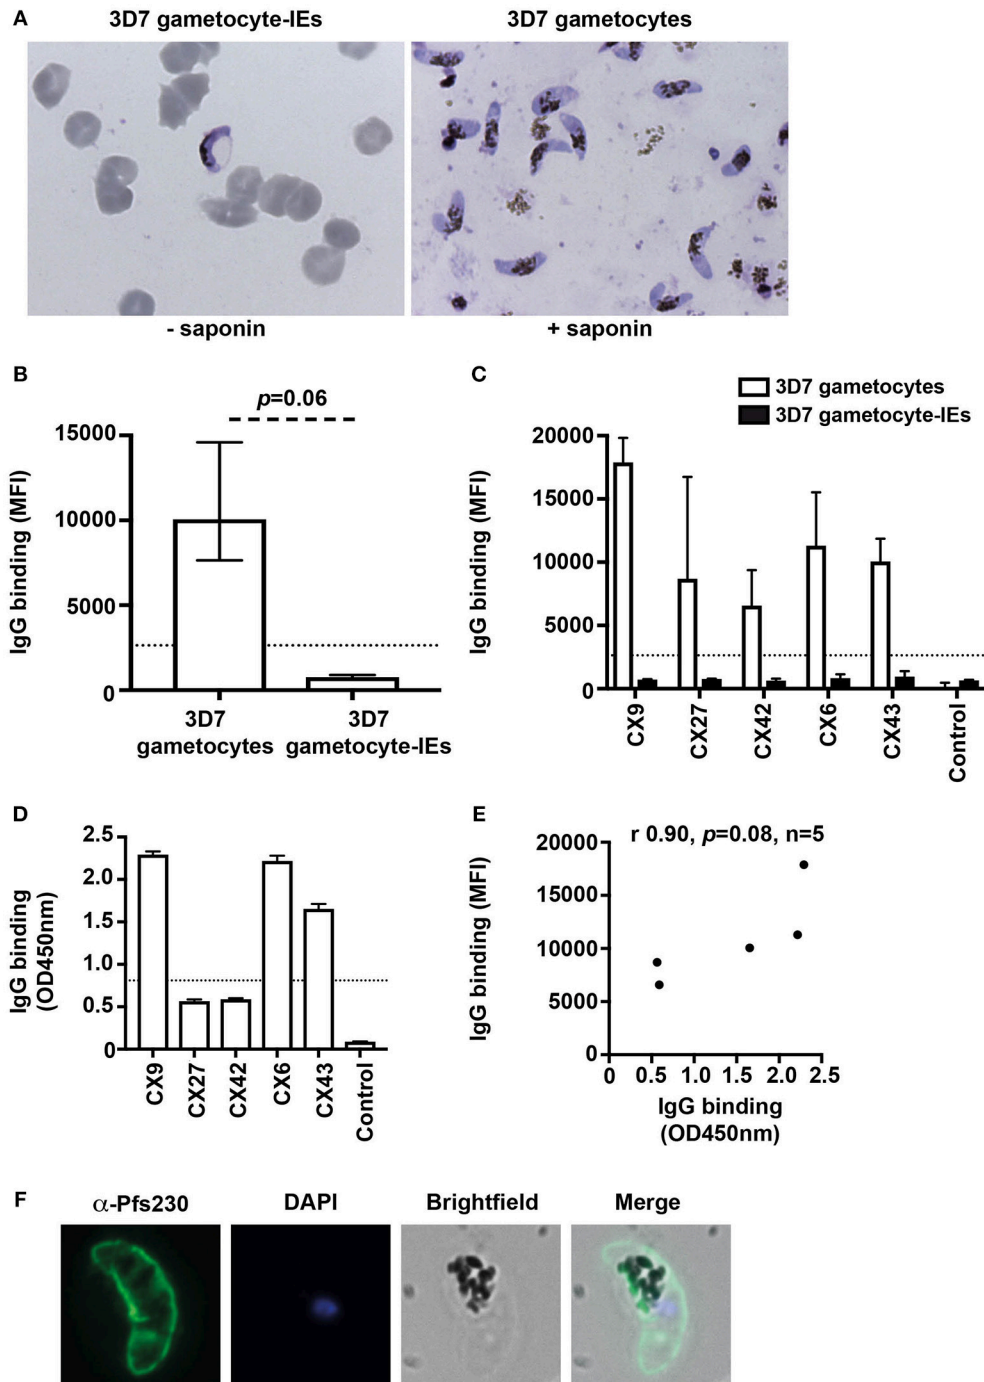 A
3D7 gametocyte-IEs
3D7 gametocytes
- saponin
+ saponin
B
p=0.06
IgG binding (MFI)
15000
10000
5000
0
3D7
gametocytes
3D7
gametocyte-IEs
C
3D7 gametocytes
3D7 gametocyte-IEs
IgG binding (MFI)
20000
15000
10000
5000
0
CX9
CX27
CX42
CX6
CX43
Control
D
IgG binding
(OD450nm)
2.5
2.0
1.5
1.0
0.5
0
CX9
CX27
CX42
CX6
CX43
Control
E
r 0.90, p=0.08, n=5
IgG binding (MFI)
20000
15000
10000
5000
0
0 0.5 1.0 1.5 2.0 2.5
IgG binding
(OD450nm)
F
α-Pfs230
DAPI
Brightfield
Merge